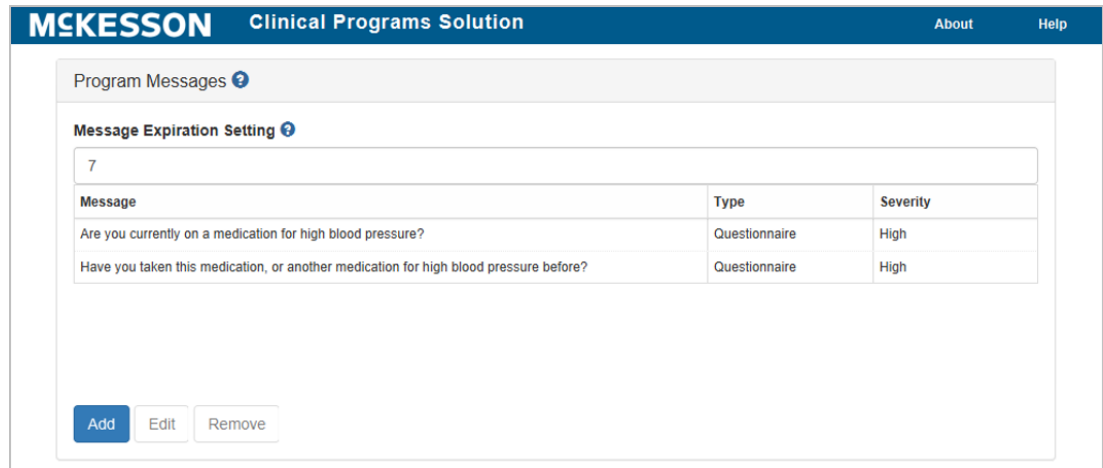 MCKESSON Clinical Programs Solution About Help
Program Messages ?
Message Expiration Setting ?
7
Message Type Severity
Are you currently on a medication for high blood pressure? Questionnaire High
Have you taken this medication, or another medication for high blood pressure before? Questionnaire High
Add Edit Remove